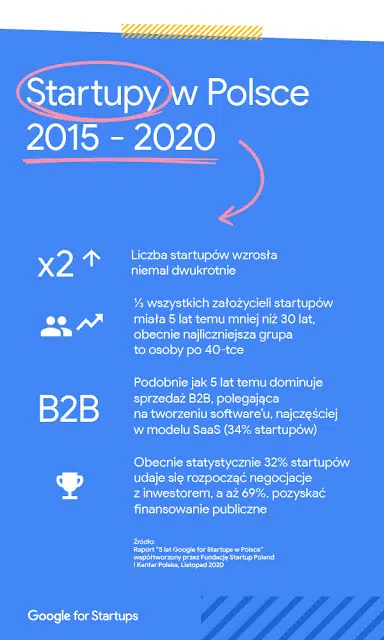 Startupy w Polsce
2015 - 2020
x2
Liczba startupów wzrosła
niemal dwukrotnie
⅓ wszystkich założycieli startupów
miała 5 lat temu mniej niż 30 lat,
obecnie najliczniejsza grupa
to osoby po 40-tce
B2B
Podobnie jak 5 lat temu dominuje
sprzedaż B2B, polegająca
na tworzeniu software'u, najczęściej
w modelu SaaS (34% startupów)
Obecnie statystycznie 32% startupów
udaje się rozpocząć negocjacje
z inwestorem, a aż 69%. pozyskać
finansowanie publiczne
Źródło:
Raport "5 lat Google for Startups w Polsce"
współtworzony przez Fundację Startup Poland
i Kantar Polska, Listopad 2020
Google for Startups